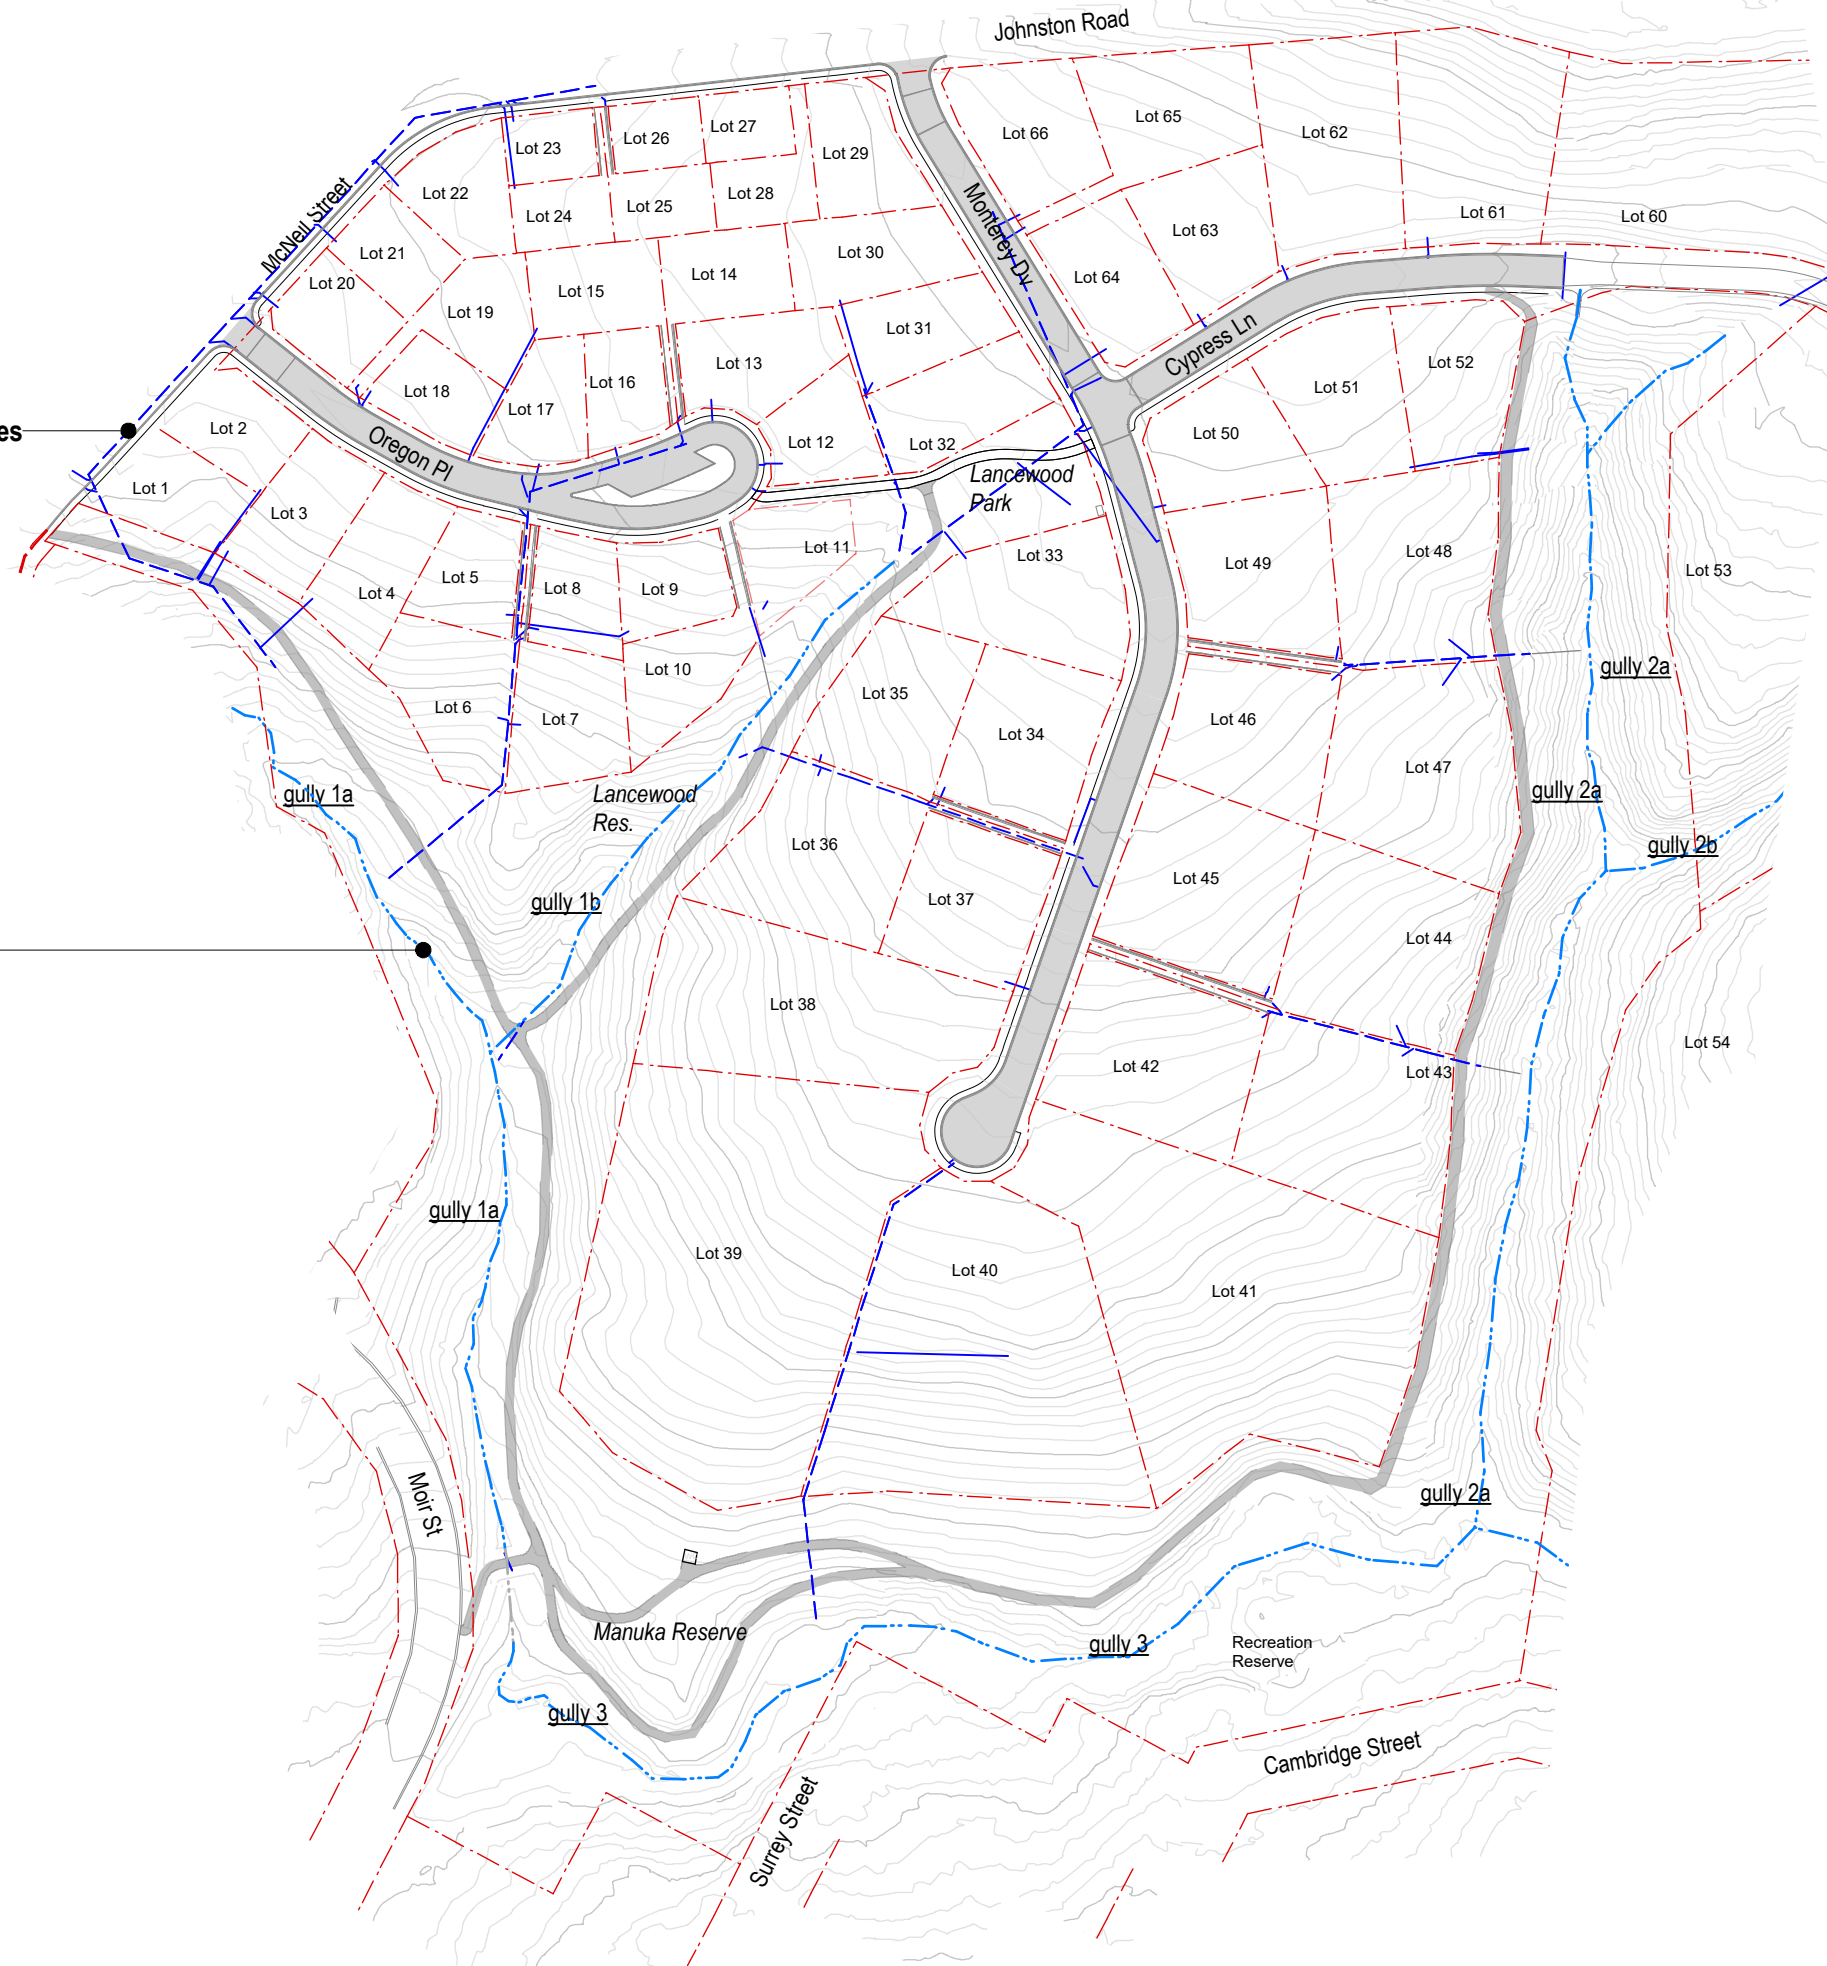 Johnston Road
Lot 27
Lot 65
Lot 26
Lot 66
Lot 62
Lot 23
Lot 29
Lot 22
Lot 28
Lot 25
Lot 24
Lot 61
Lot 60
McNeil Street
Monterey Dv
Lot 63
Lot 21
Lot 30
Lot 14
Lot 64
Lot 20
Lot 15
Lot 19
Lot 31
Cypress Ln
Lot 13
Lot 52
Lot 16
Lot 51
Lot 18
Lot 17
es
Lot 2
Lot 50
Oregon Pl
Lot 12
Lot 32
Lancewood
Park
Lot 1
Lot 3
Lot 11
Lot 33
Lot 48
Lot 49
Lot 53
Lot 5
Lot 4
Lot 8
Lot 9
Lot 10
gully 2a
Lot 35
Lot 6
Lot 7
Lot 46
Lot 34
Lot 47
gully 1a
Lancewood
Res.
gully 2a
Lot 36
gully 2b
Lot 45
Lot 37
gully 1b
Lot 44
Lot 38
Lot 54
Lot 42
Lot 43
gully 1a
Lot 39
Lot 40
Lot 41
Moir St
gully 2a
Manuka Reserve
gully 3
Recreation
Reserve
gully 3
Cambridge Street
Surrey Street